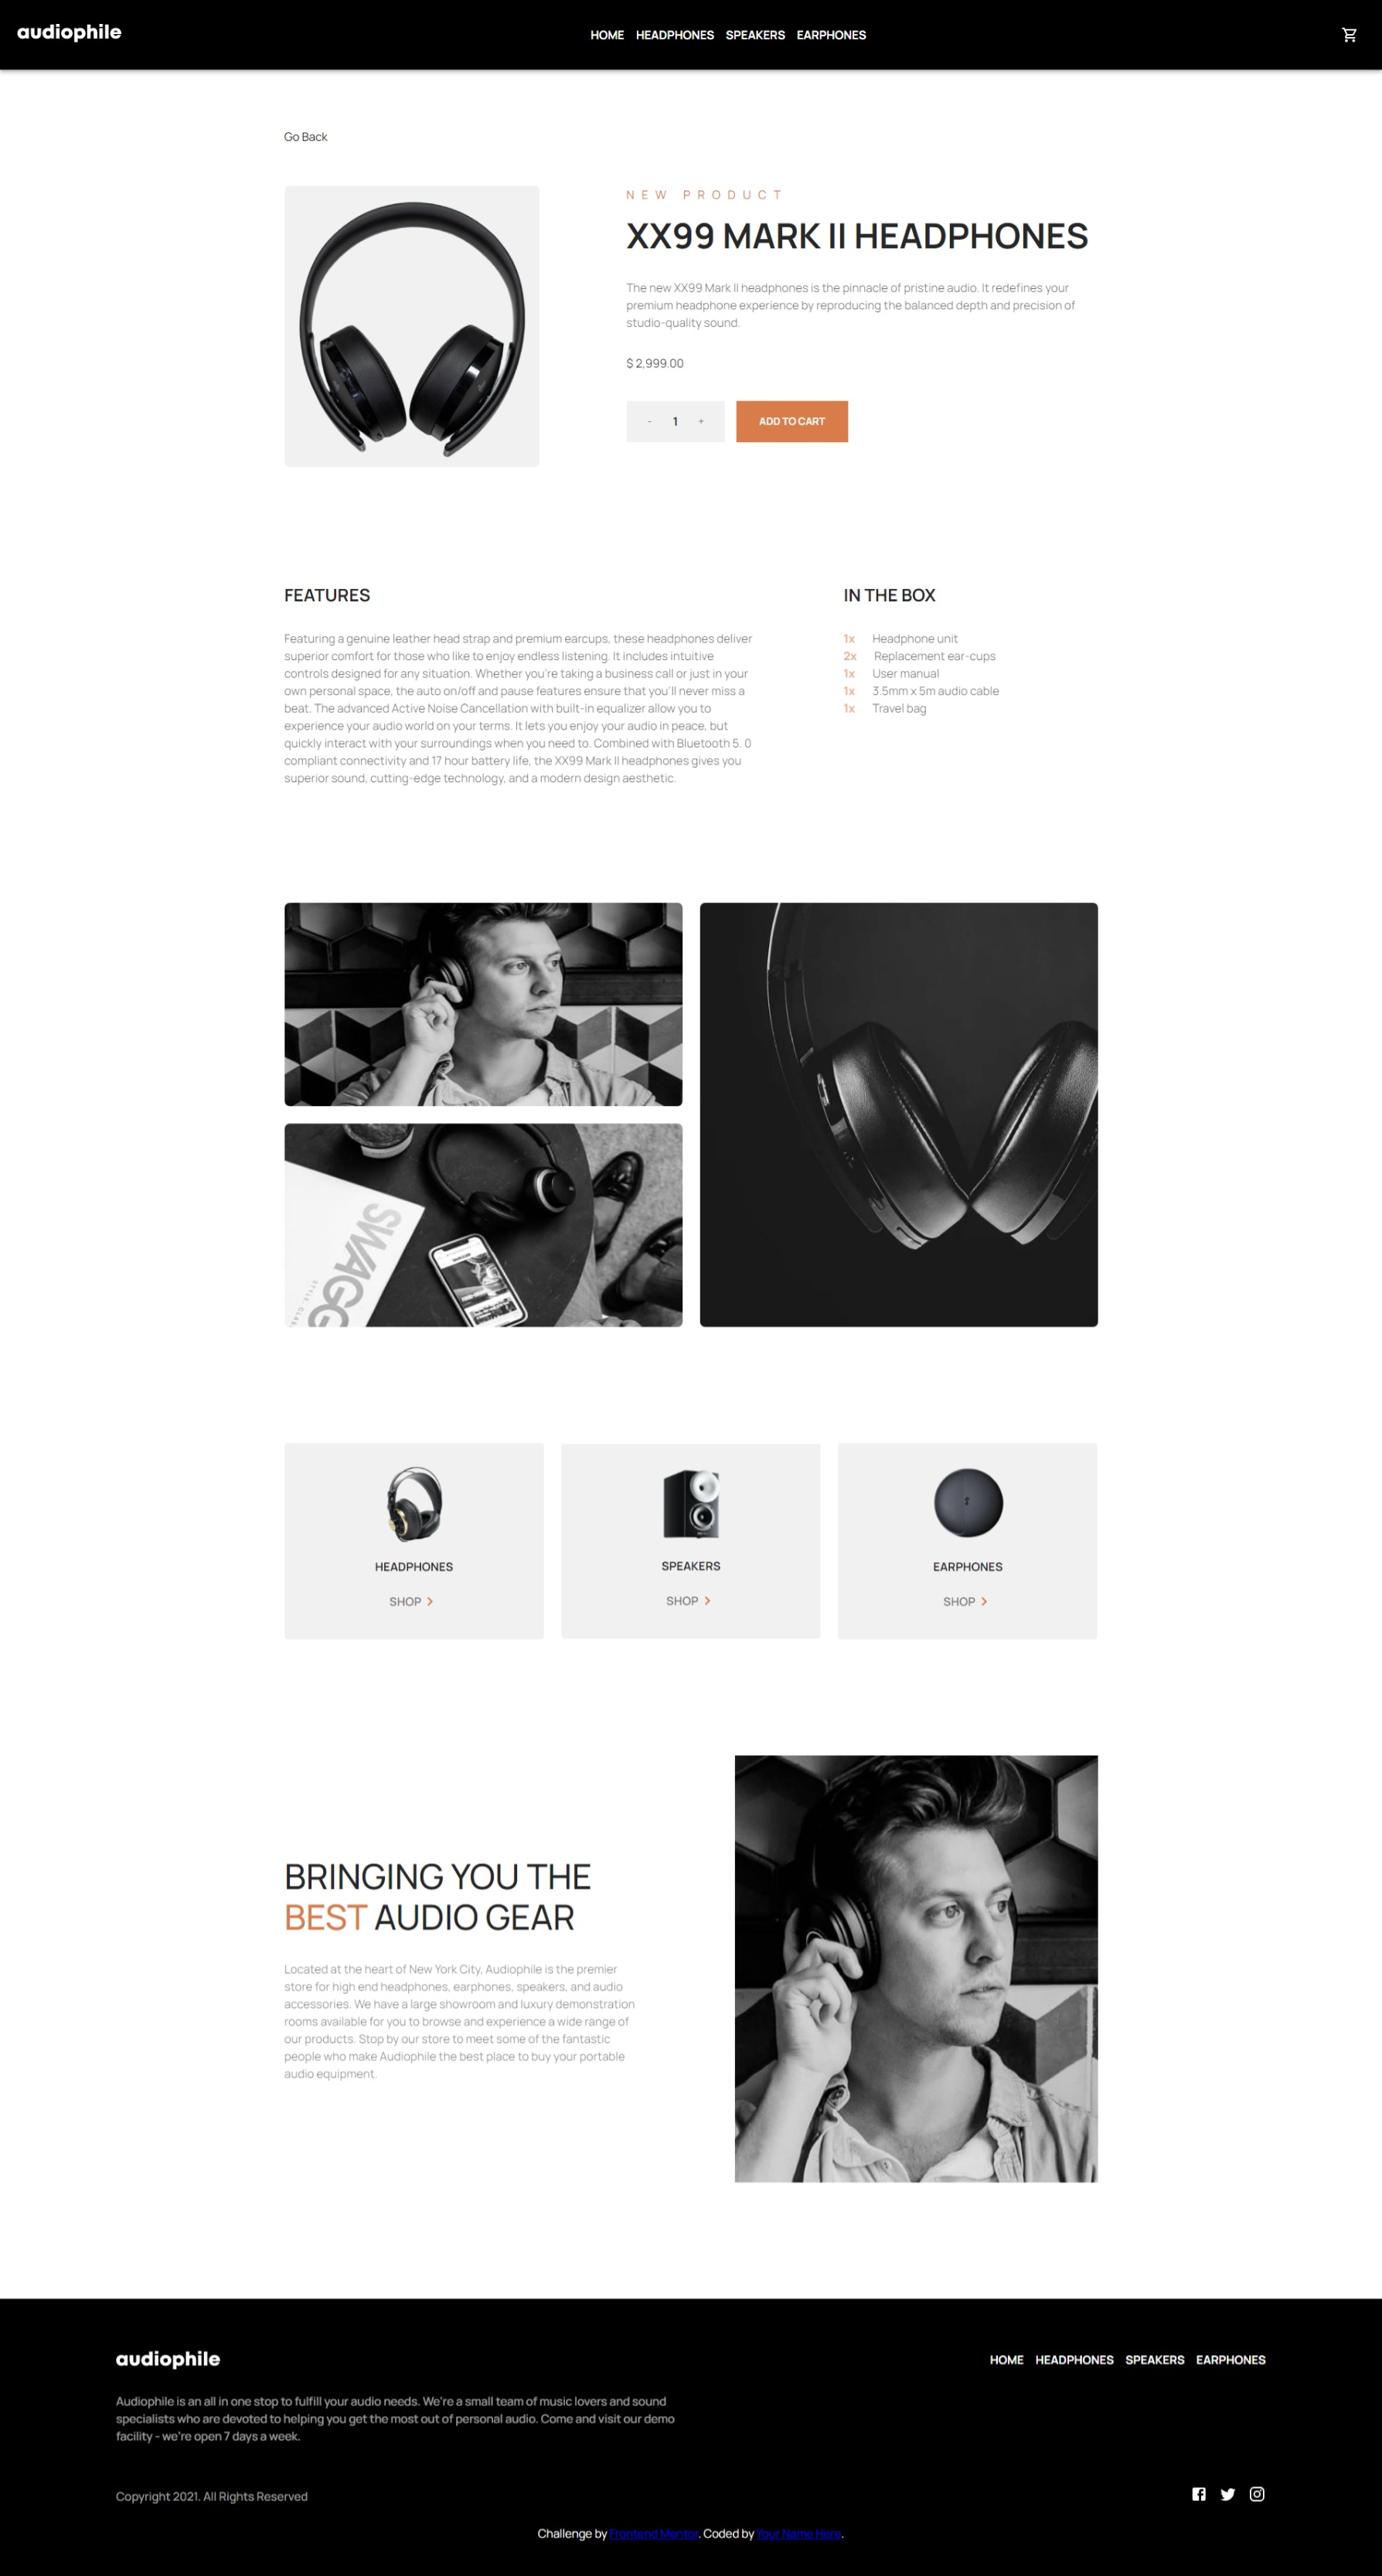 audiophile
HOME HEADPHONES SPEAKERS EARPHONES
Go Back
NEW PRODUCT
XX99 MARK II HEADPHONES
The new XX99 Mark II headphones is the pinnacle of pristine audio. It redefines your
premium headphone experience by reproducing the balanced depth and precision of
studio-quality sound.
$ 2,999.00
- 1 +
ADD TO CART
FEATURES
Featuring a genuine leather head strap and premium earcups, these headphones deliver
superior comfort for those who like to enjoy endless listening. It includes intuitive
controls designed for any situation. Whether you're taking a business call or just in your
own personal space, the auto on/off and pause features ensure that you'll never miss a
beat. The advanced Active Noise Cancellation with built-in equalizer allow you to
experience your audio world on your terms. It lets you enjoy your audio in peace, but
quickly interact with your surroundings when you need to. Combined with Bluetooth 5. 0
compliant connectivity and 17 hour battery life, the XX99 Mark II headphones gives you
superior sound, cutting-edge technology, and a modern design aesthetic.
IN THE BOX
1x Headphone unit
2x Replacement ear-cups
1x User manual
1x 3.5mm x 5m audio cable
1x Travel bag
SWAGG
HEADPHONES
SHOP
SPEAKERS
SHOP
EARPHONES
SHOP
BRINGING YOU THE
BEST AUDIO GEAR
Located at the heart of New York City, Audiophile is the premier
store for high end headphones, earphones, speakers, and audio
accessories. We have a large showroom and luxury demonstration
rooms available for you to browse and experience a wide range of
our products. Stop by our store to meet some of the fantastic
people who make Audiophile the best place to buy your portable
audio equipment.
audiophile
HOME HEADPHONES SPEAKERS EARPHONES
Audiophile is an all in one stop to fulfill your audio needs. We're a small team of music lovers and sound
specialists who are devoted to helping you get the most out of personal audio. Come and visit our demo
facility - we're open 7 days a week.
Copyright 2021. All Rights Reserved
Challenge by Frontend Mentor. Coded by Your Name Here.